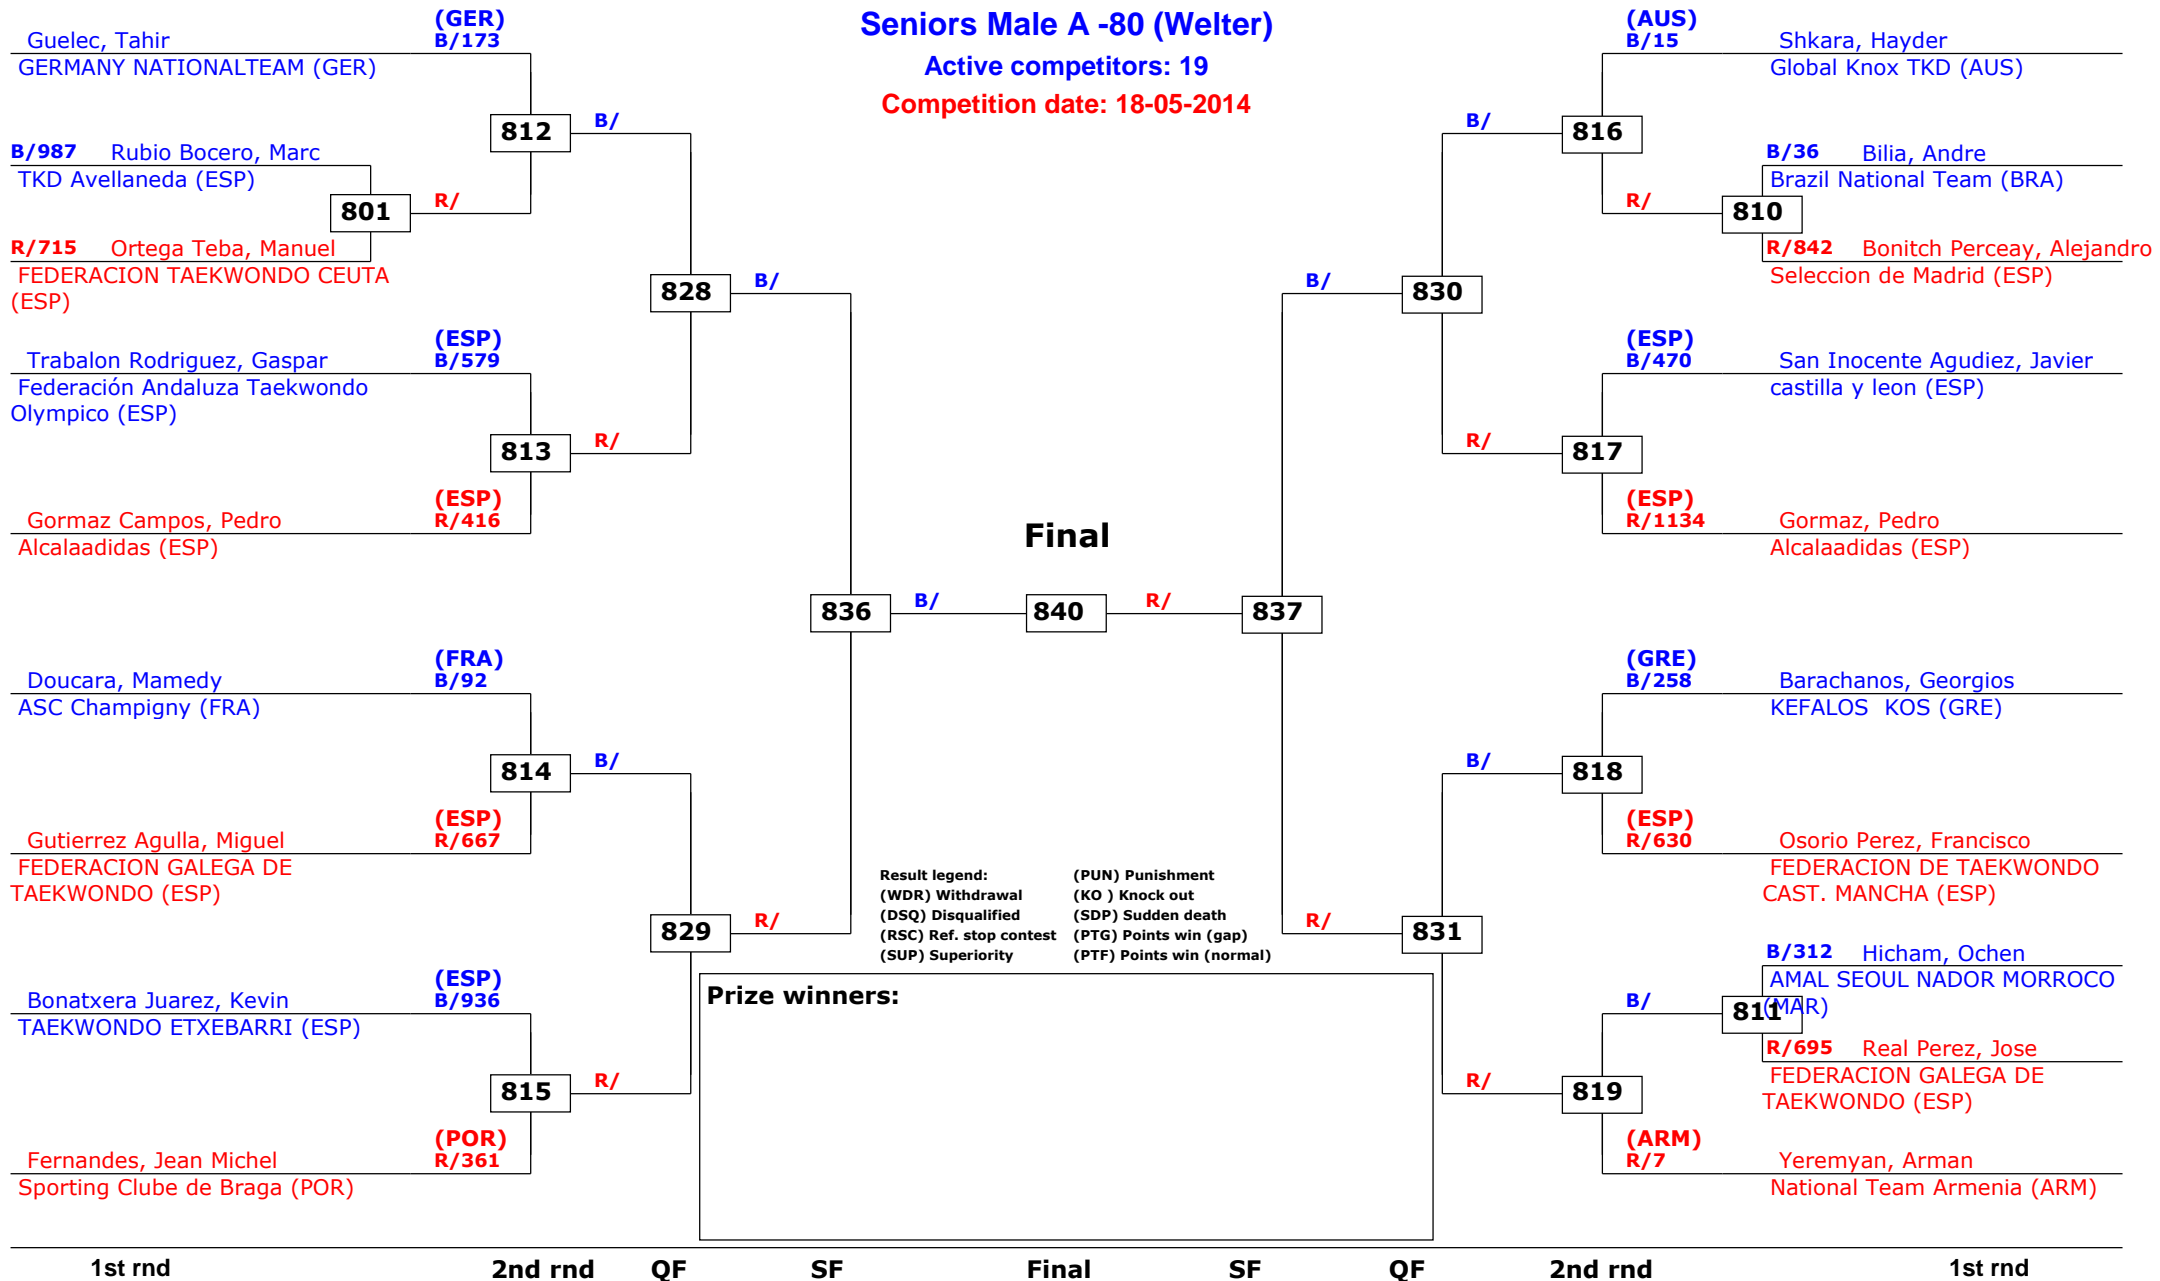 Seniors Male A -80 (Welter)
Active competitors: 19
Competition date: 18-05-2014
(GER)
Guelec, Tahir B/173
GERMANY NATIONALTEAM (GER)
812
B/
B/987 Rubio Bocero, Marc
TKD Avellaneda (ESP)
801
R/
R/715 Ortega Teba, Manuel
FEDERACION TAEKWONDO CEUTA
(ESP)
828
B/
(ESP)
Trabalon Rodriguez, Gaspar B/579
Federación Andaluza Taekwondo
Olympico (ESP)
813
R/
(ESP)
Gormaz Campos, Pedro R/416
Alcalaadidas (ESP)
836
B/
(FRA)
Doucara, Mamedy B/92
ASC Champigny (FRA)
814
B/
(ESP)
Gutierrez Agulla, Miguel R/667
FEDERACION GALEGA DE
TAEKWONDO (ESP)
829
R/
(ESP)
Bonatxera Juarez, Kevin B/936
TAEKWONDO ETXEBARRI (ESP)
815
R/
(POR)
Fernandes, Jean Michel R/361
Sporting Clube de Braga (POR)
Final
840
(AUS)
B/15 Shkara, Hayder
Global Knox TKD (AUS)
B/
816
B/36 Bilia, Andre
Brazil National Team (BRA)
R/
810
R/842 Bonitch Perceay, Alejandro
Seleccion de Madrid (ESP)
B/
830
(ESP)
B/470 San Inocente Agudiez, Javier
castilla y leon (ESP)
R/
817
(ESP)
R/1134 Gormaz, Pedro
Alcalaadidas (ESP)
R/
837
(GRE)
B/258 Barachanos, Georgios
KEFALOS KOS (GRE)
B/
818
(ESP)
R/630 Osorio Perez, Francisco
FEDERACION DE TAEKWONDO
CAST. MANCHA (ESP)
R/
831
B/312 Hicham, Ochen
AMAL SEOUL NADOR MORROCO
(MAR)
B/
811
R/695 Real Perez, Jose
FEDERACION GALEGA DE
TAEKWONDO (ESP)
R/
819
(ARM)
R/7 Yeremyan, Arman
National Team Armenia (ARM)
Result legend: (PUN) Punishment
(WDR) Withdrawal (KO ) Knock out
(DSQ) Disqualified (SDP) Sudden death
(RSC) Ref. stop contest (PTG) Points win (gap)
(SUP) Superiority (PTF) Points win (normal)
Prize winners:
1st rnd 2nd rnd QF SF Final SF QF 2nd rnd 1st rnd